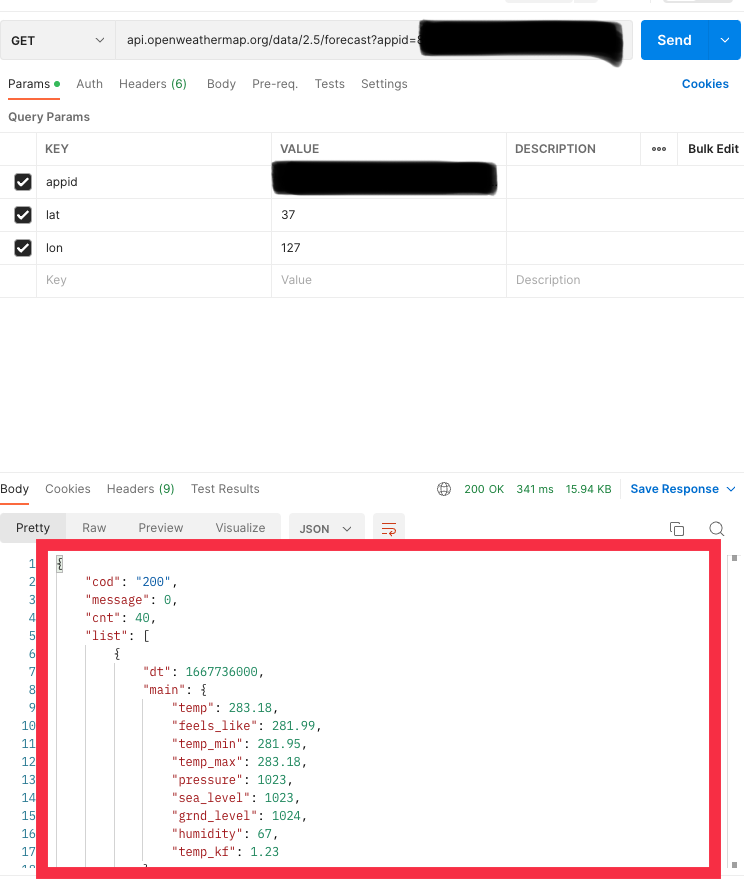 GET api.openweathermap.org/data/2.5/forecast?appid= Send
Params Auth Headers (6) Body Pre-req. Tests Settings Cookies
Query Params
KEY VALUE DESCRIPTION ooo Bulk Edit
appid
lat 37
lon 127
Key Value Description
Body Cookies Headers (9) Test Results 200 OK 341 ms 15.94 KB Save Response
Pretty Raw Preview Visualize JSON
1 {
2 "cod": "200",
3 "message": 0,
4 "cnt": 40,
5 "list": [
6 {
7 "dt": 1667736000,
8 "main": {
9 "temp": 283.18,
10 "feels_like": 281.99,
11 "temp_min": 281.95,
12 "temp_max": 283.18,
13 "pressure": 1023,
14 "sea_level": 1023,
15 "grnd_level": 1024,
16 "humidity": 67,
17 "temp_kf": 1.23